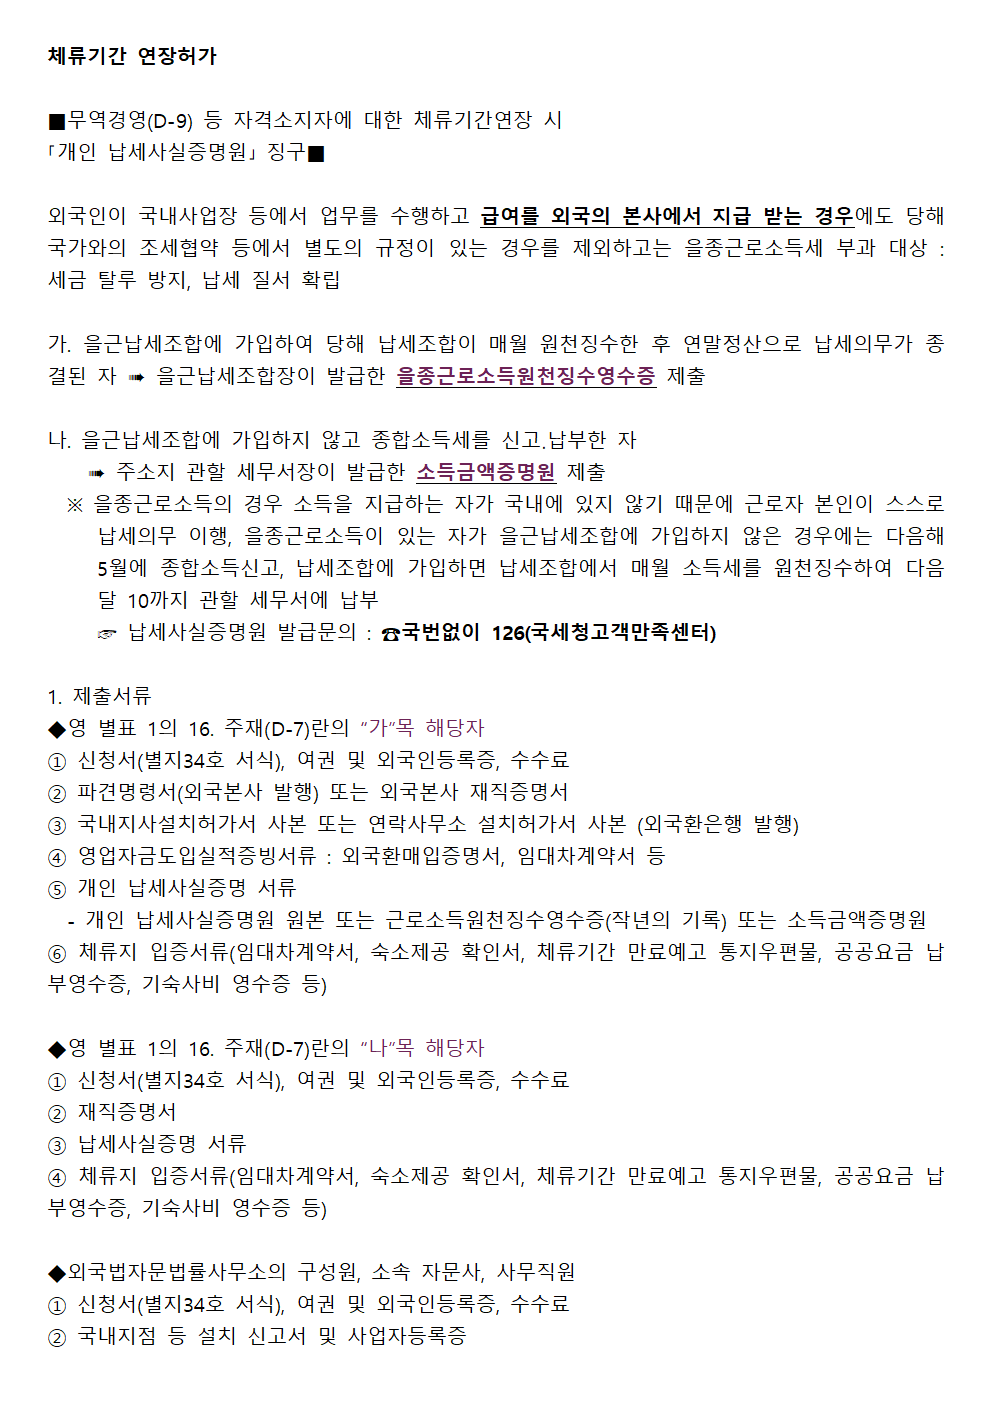 체류기간 연장허가
■무역경영(D-9) 등 자격소지자에 대한 체류기간연장 시
「개인 납세사실증명원」 징구■
외국인이 국내사업장 등에서 업무를 수행하고 급여를 외국의 본사에서 지급 받는 경우에도 당해
국가와의 조세협약 등에서 별도의 규정이 있는 경우를 제외하고는 을종근로소득세 부과 대상 :
세금 탈루 방지, 납세 질서 확립
가. 을근납세조합에 가입하여 당해 납세조합이 매월 원천징수한 후 연말정산으로 납세의무가 종
결된 자 ➠ 을근납세조합장이 발급한 을종근로소득원천징수영수증 제출
나. 을근납세조합에 가입하지 않고 종합소득세를 신고.납부한 자
➠ 주소지 관할 세무서장이 발급한 소득금액증명원 제출
※ 을종근로소득의 경우 소득을 지급하는 자가 국내에 있지 않기 때문에 근로자 본인이 스스로
납세의무 이행, 을종근로소득이 있는 자가 을근납세조합에 가입하지 않은 경우에는 다음해
5월에 종합소득신고, 납세조합에 가입하면 납세조합에서 매월 소득세를 원천징수하여 다음
달 10까지 관할 세무서에 납부
☞ 납세사실증명원 발급문의 : ☎국번없이 126(국세청고객만족센터)
1. 제출서류
◆영 별표 1의 16. 주재(D-7)란의 “가”목 해당자
① 신청서(별지34호 서식), 여권 및 외국인등록증, 수수료
② 파견명령서(외국본사 발행) 또는 외국본사 재직증명서
③ 국내지사설치허가서 사본 또는 연락사무소 설치허가서 사본 (외국환은행 발행)
④ 영업자금도입실적증빙서류 : 외국환매입증명서, 임대차계약서 등
⑤ 개인 납세사실증명 서류
- 개인 납세사실증명원 원본 또는 근로소득원천징수영수증(작년의 기록) 또는 소득금액증명원
⑥ 체류지 입증서류(임대차계약서, 숙소제공 확인서, 체류기간 만료예고 통지우편물, 공공요금 납
부영수증, 기숙사비 영수증 등)
◆영 별표 1의 16. 주재(D-7)란의 “나”목 해당자
① 신청서(별지34호 서식), 여권 및 외국인등록증, 수수료
② 재직증명서
③ 납세사실증명 서류
④ 체류지 입증서류(임대차계약서, 숙소제공 확인서, 체류기간 만료예고 통지우편물, 공공요금 납
부영수증, 기숙사비 영수증 등)
◆외국법자문법률사무소의 구성원, 소속 자문사, 사무직원
① 신청서(별지34호 서식), 여권 및 외국인등록증, 수수료
② 국내지점 등 설치 신고서 및 사업자등록증